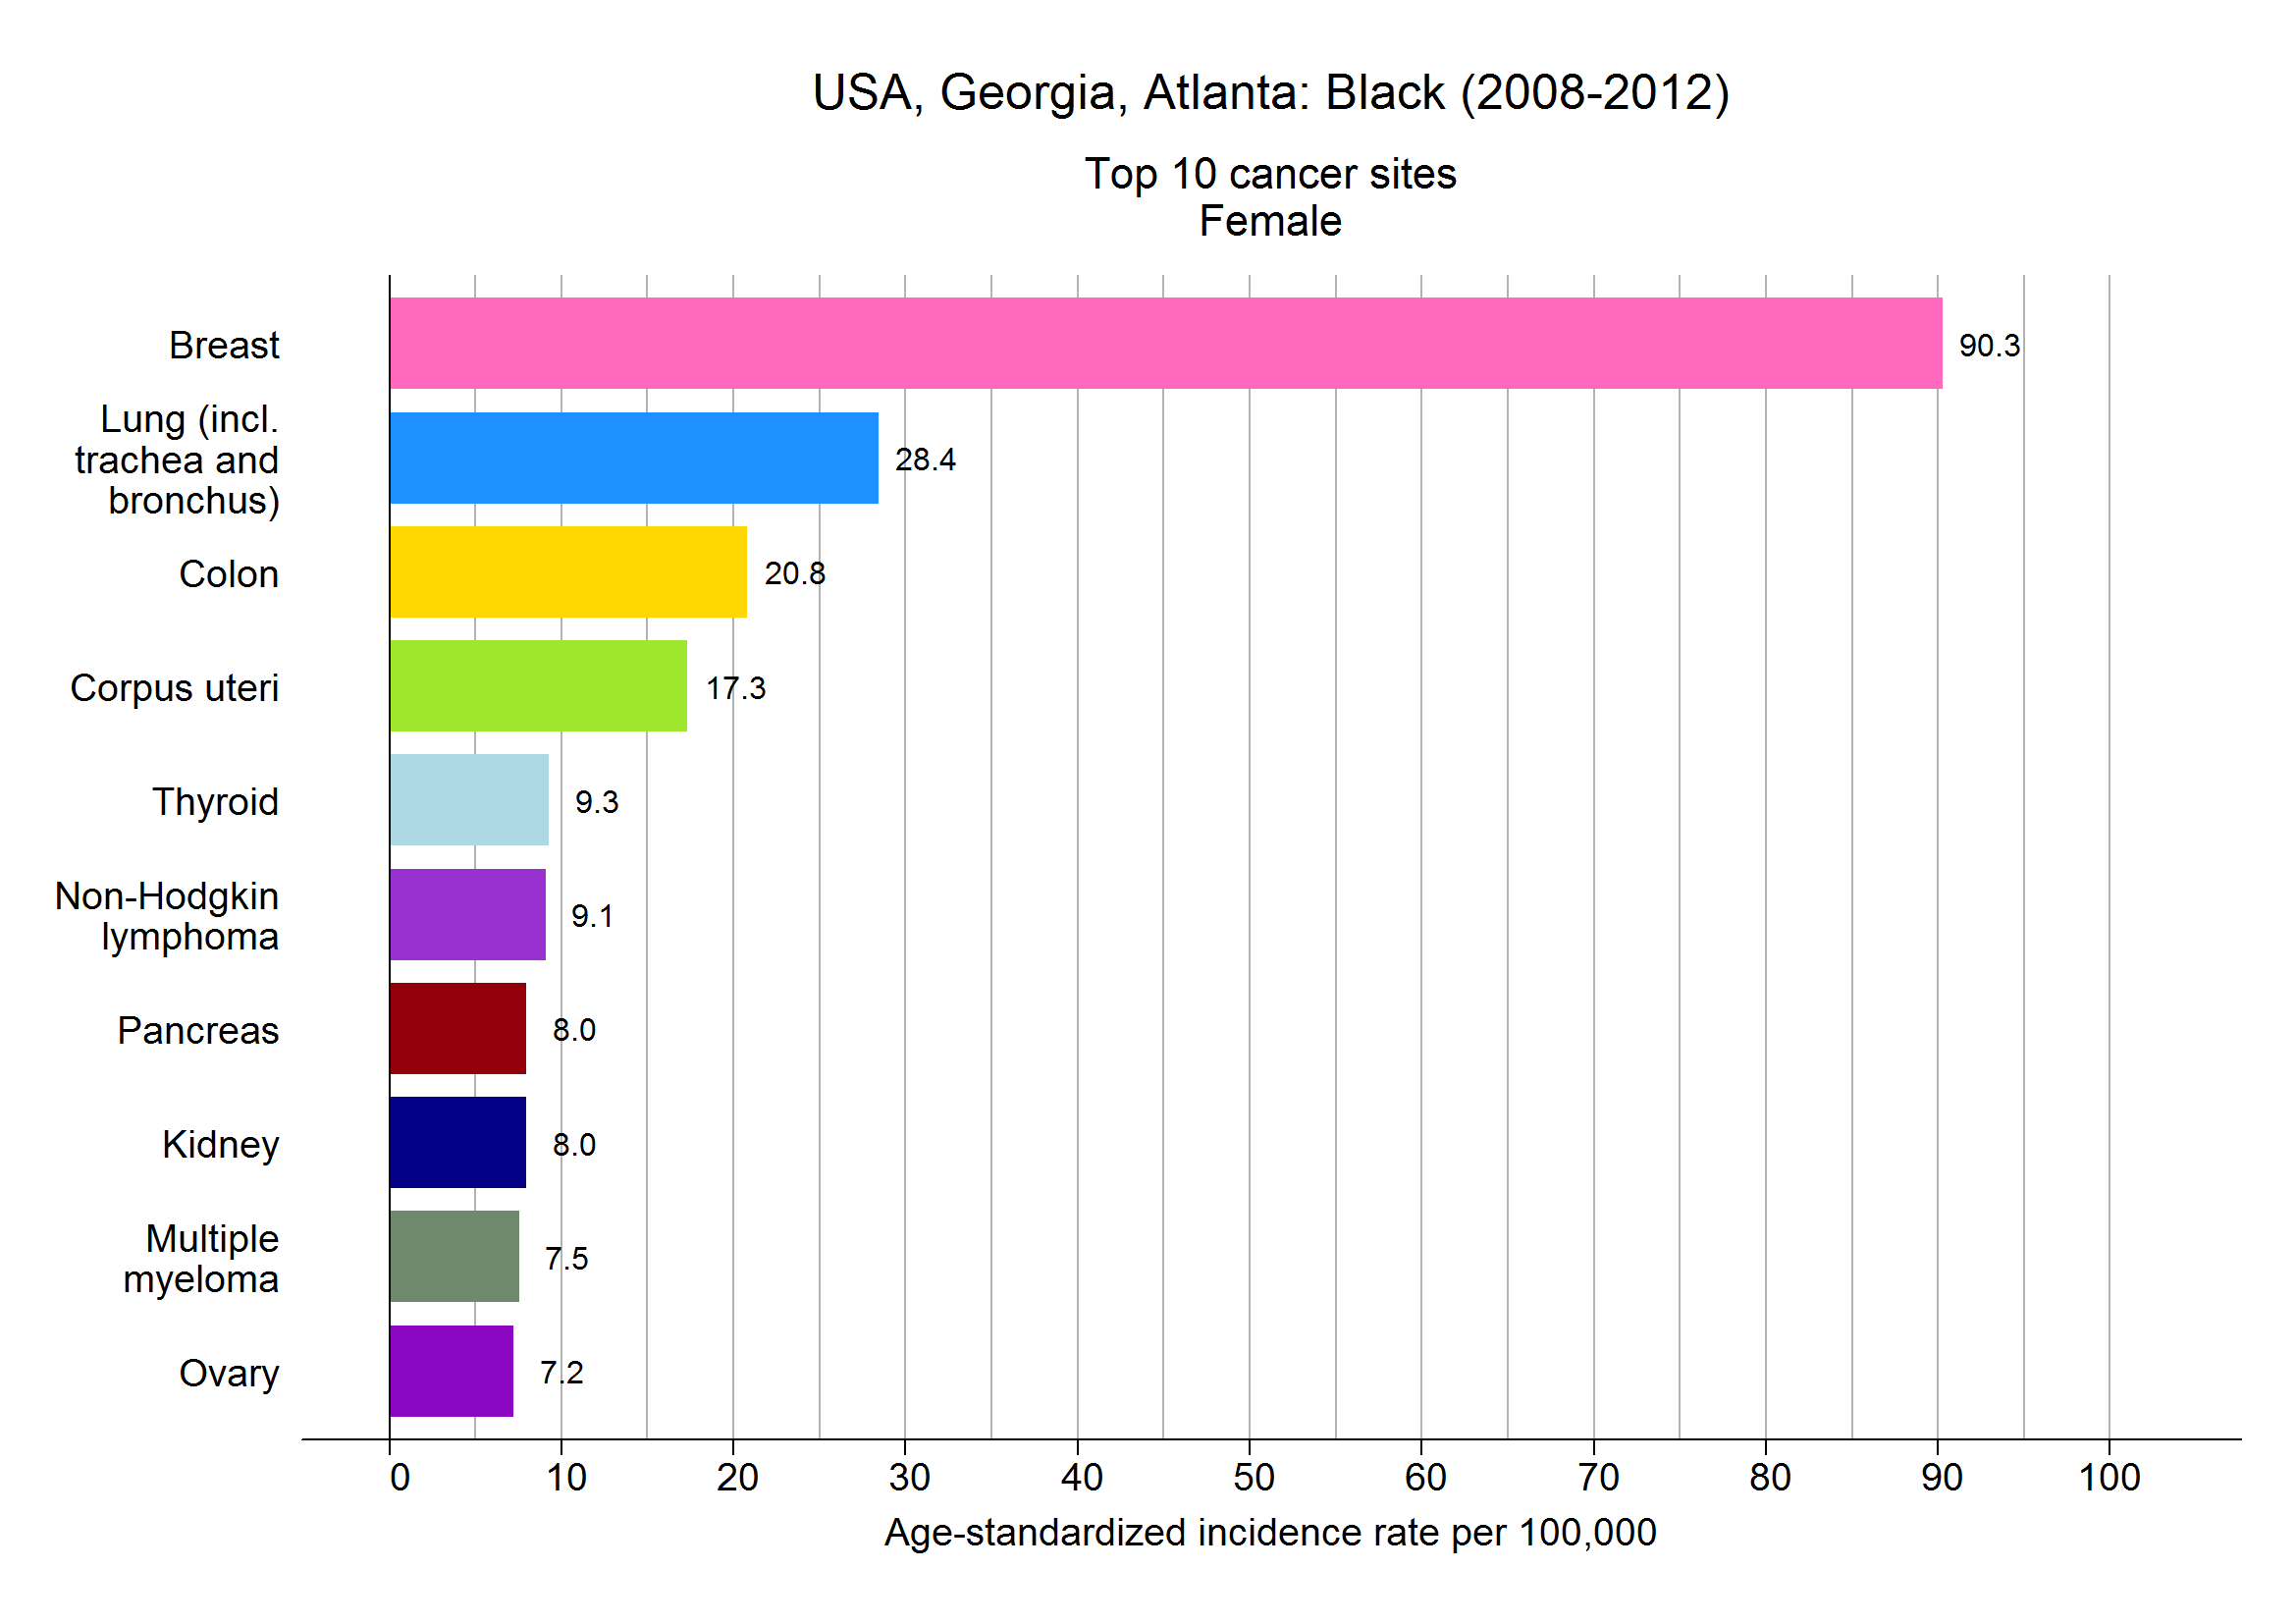 USA, Georgia, Atlanta: Black (2008-2012)
Top 10 cancer sites
Female
Breast
90.3
Lung (incl.
trachea and
bronchus)
28.4
Colon
20.8
Corpus uteri
17.3
Thyroid
9.3
Non-Hodgkin
lymphoma
9.1
Pancreas
8.0
Kidney
8.0
Multiple
myeloma
7.5
Ovary
7.2
0 10 20 30 40 50 60 70 80 90 100
Age-standardized incidence rate per 100,000